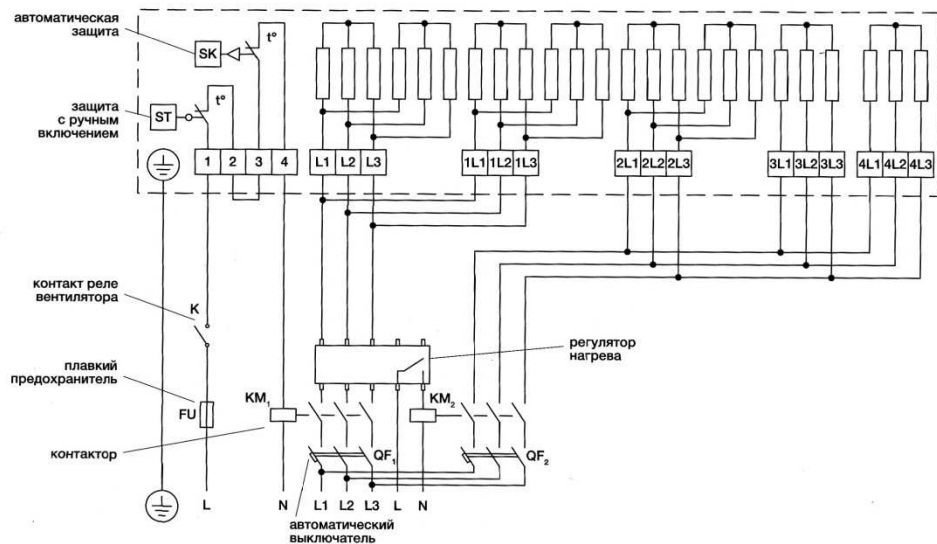 автоматическая
защита
SK
t°
защита
с ручным
включением
ST
t°
1 2 3 4
L1 L2 L3
1L1 1L2 1L3
2L1 2L2 2L3
3L1 3L2 3L3
4L1 4L2 4L3
контакт реле
вентилятора
K
регулятор
нагрева
плавкий
предохранитель
FU
KM1
KM2
контактор
QF1
QF2
L N L1 L2 L3 L N
автоматический
выключатель